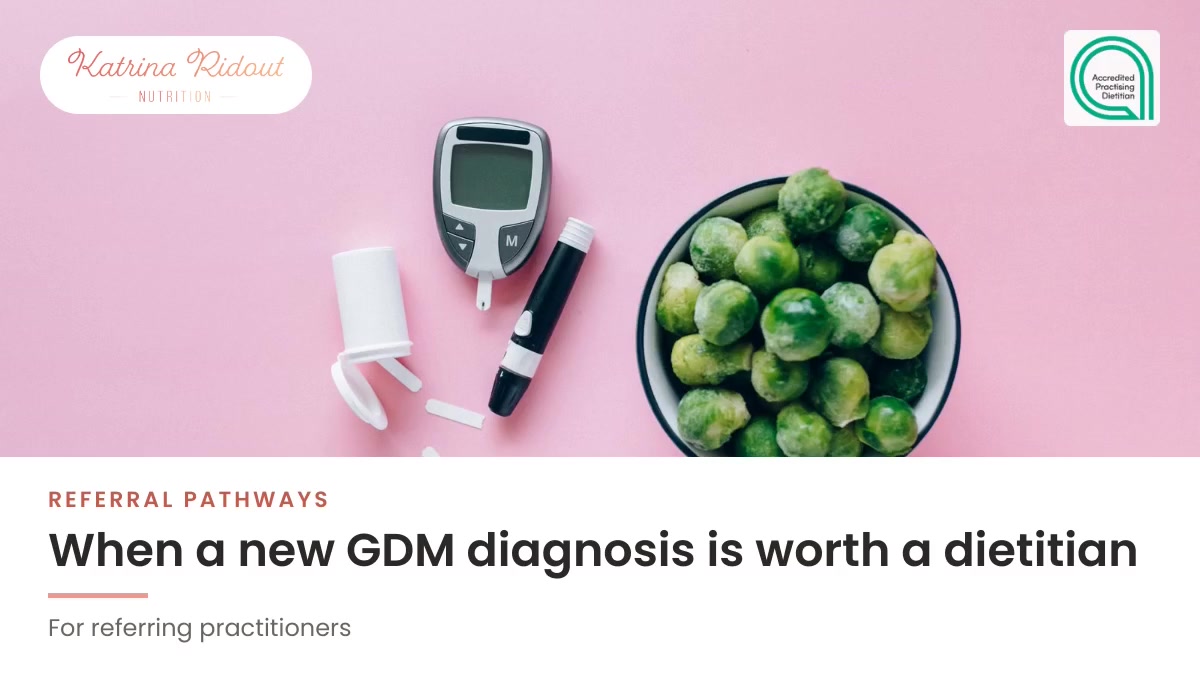 Katrina Ridout
NUTRITION
Accredited
Practising
Dietitian
M
REFERRAL PATHWAYS
When a new GDM diagnosis is worth a dietitian
For referring practitioners